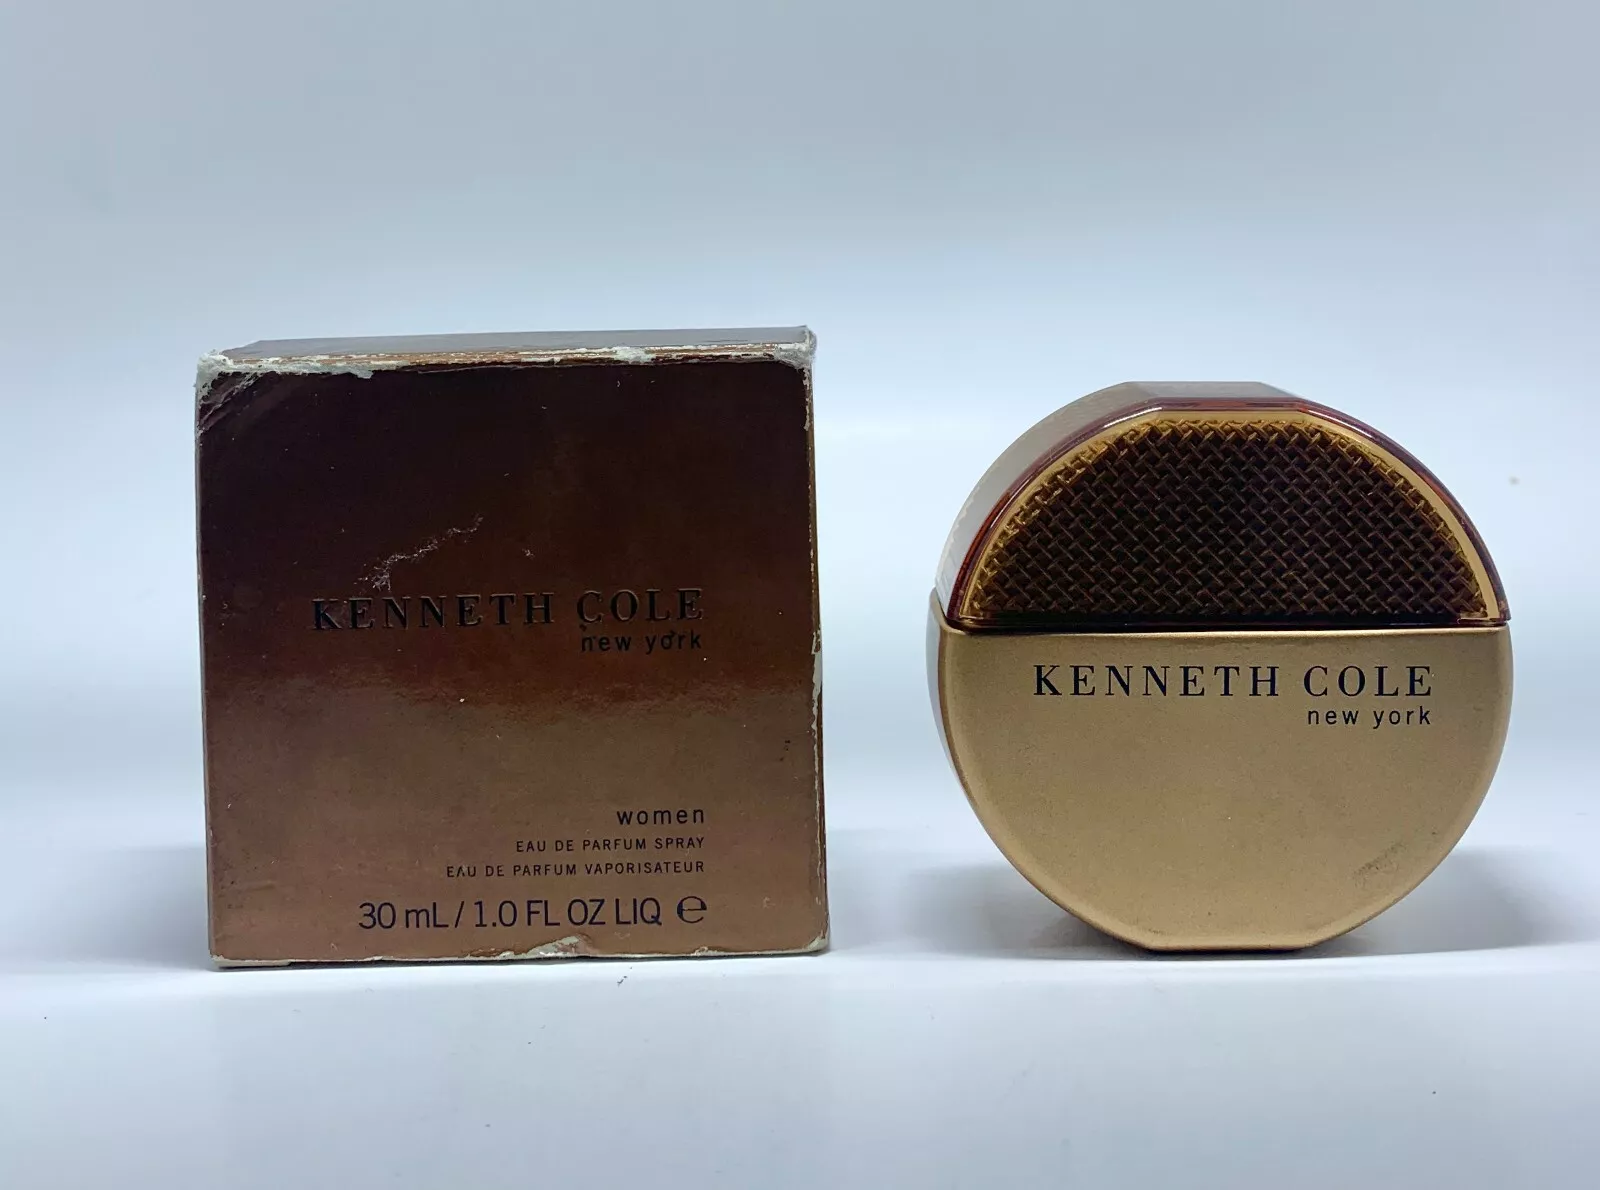 KENNETH COLE
new york
women
EAU DE PARFUM SPRAY
EAU DE PARFUM VAPORISATEUR
30 mL / 1.0 FL OZ LIQ ℮
KENNETH COLE
new york